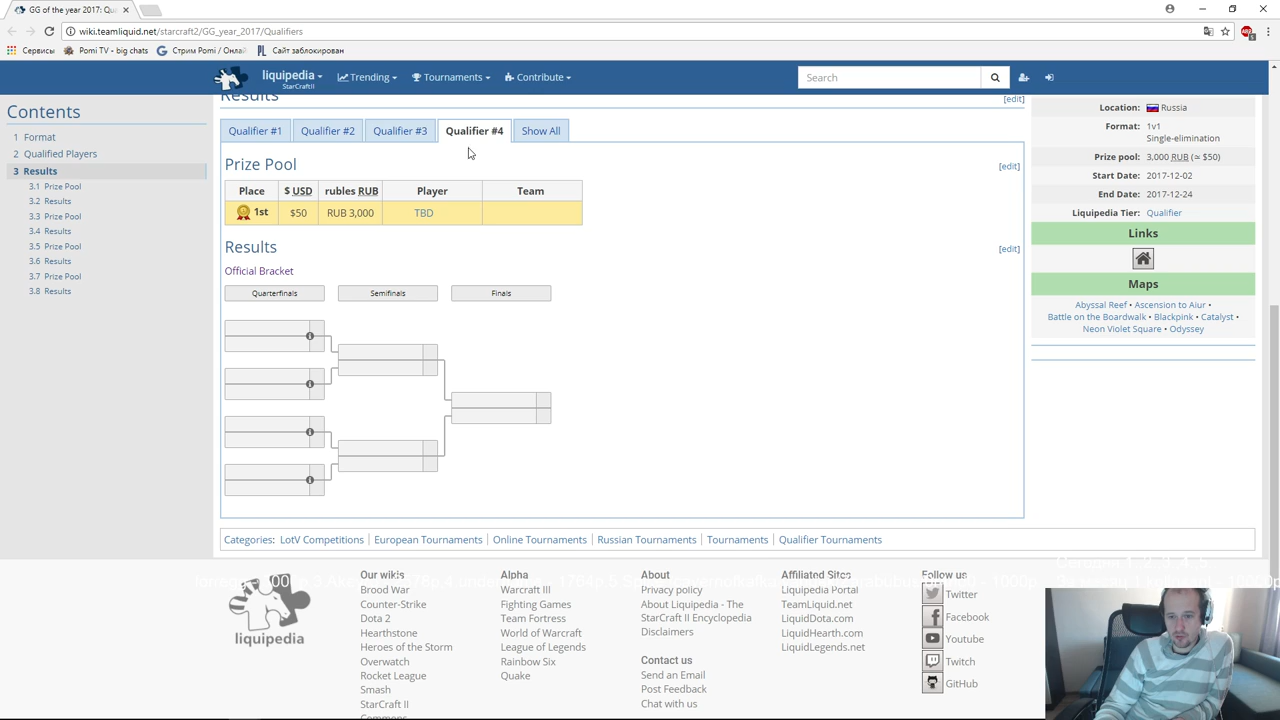 GG of the year 2017: Qu
wiki.teamliquid.net/starcraft2/GG_year_2017/Qualifiers
Сервисы
Pomi TV - big chats
Стрим Pomi / Онлай
Сайт заблокирован
liquipedia
StarCraft II
Trending
Tournaments
Contribute
Search
Contents
1 Format
2 Qualified Players
3 Results
3.1 Prize Pool
3.2 Results
3.3 Prize Pool
3.4 Results
3.5 Prize Pool
3.6 Results
3.7 Prize Pool
3.8 Results
Results
[edit]
Qualifier #1
Qualifier #2
Qualifier #3
Qualifier #4
Show All
Prize Pool
[edit]
Place $ USD rubles RUB Player Team
1st $50 RUB 3,000 TBD
Results
[edit]
Official Bracket
Quarterfinals Semifinals Finals
Location: Russia
Format: 1v1
Single-elimination
Prize pool: 3,000 RUB (≃ $50)
Start Date: 2017-12-02
End Date: 2017-12-24
Liquipedia Tier: Qualifier
Links
Maps
Abyssal Reef • Ascension to Aiur •
Battle on the Boardwalk • Blackpink • Catalyst •
Neon Violet Square • Odyssey
Categories: LotV Competitions European Tournaments Online Tournaments Russian Tournaments Tournaments Qualifier Tournaments
liquipedia
Our wikis
Brood War
Counter-Strike
Dota 2
Hearthstone
Heroes of the Storm
Overwatch
Rocket League
Smash
StarCraft II
Commons
Alpha
Warcraft III
Fighting Games
Team Fortress
World of Warcraft
League of Legends
Rainbow Six
Quake
About
Privacy policy
About Liquipedia - The
StarCraft II Encyclopedia
Disclaimers
Contact us
Send an Email
Post Feedback
Chat with us
Affiliated Sites
Liquipedia Portal
TeamLiquid.net
LiquidDota.com
LiquidHearth.com
LiquidLegends.net
Follow us
Twitter
Facebook
Youtube
Twitch
GitHub